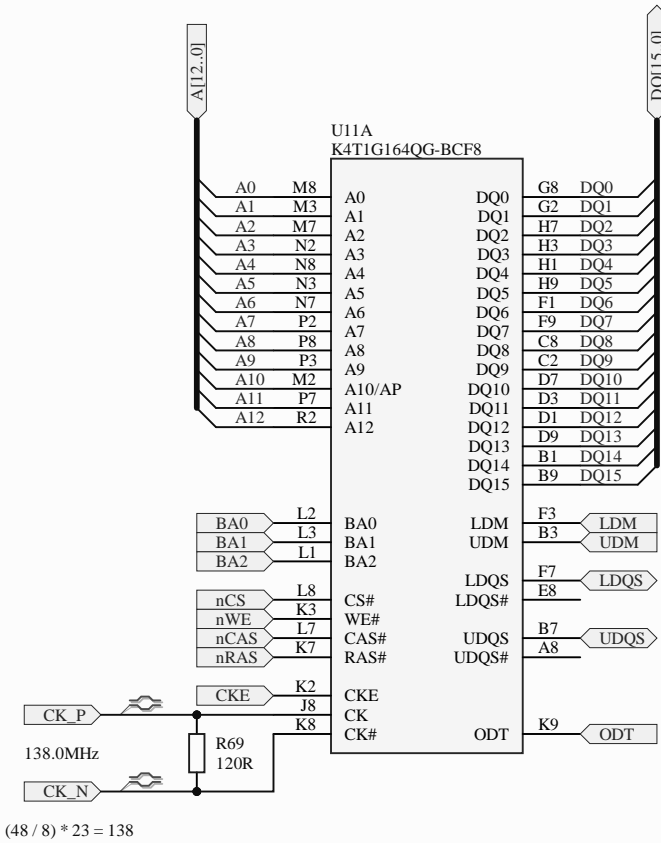 A[12..0]
DQ[15..0]
U11A
K4T1G164QG-BCF8
A0 M8 A0 DQ0 G8 DQ0
A1 M3 A1 DQ1 G2 DQ1
A2 M7 A2 DQ2 H7 DQ2
A3 N2 A3 DQ3 H3 DQ3
A4 N8 A4 DQ4 H1 DQ4
A5 N3 A5 DQ5 H9 DQ5
A6 N7 A6 DQ6 F1 DQ6
A7 P2 A7 DQ7 F9 DQ7
A8 P8 A8 DQ8 C8 DQ8
A9 P3 A9 DQ9 C2 DQ9
A10 M2 A10/AP DQ10 D7 DQ10
A11 P7 A11 DQ11 D3 DQ11
A12 R2 A12 DQ12 D1 DQ12
DQ13 D9 DQ13
DQ14 B1 DQ14
DQ15 B9 DQ15
BA0 L2 BA0 LDM F3 LDM
BA1 L3 BA1 UDM B3 UDM
BA2 L1 BA2
LDQS F7 LDQS
nCS L8 CS# LDQS# E8
nWE K3 WE#
nCAS L7 CAS# UDQS B7 UDQS
nRAS K7 RAS# UDQS# A8
CKE K2 CKE
CK_P J8 CK
K8 CK# ODT K9 ODT
138.0MHz
R69
120R
CK_N
(48 / 8) * 23 = 138